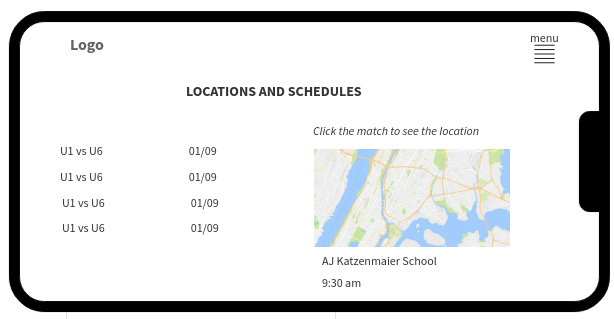 Logo
menu
LOCATIONS AND SCHEDULES
Click the match to see the location
U1 vs U6 01/09
U1 vs U6 01/09
U1 vs U6 01/09
U1 vs U6 01/09
AJ Katzenmaier School
9:30 am